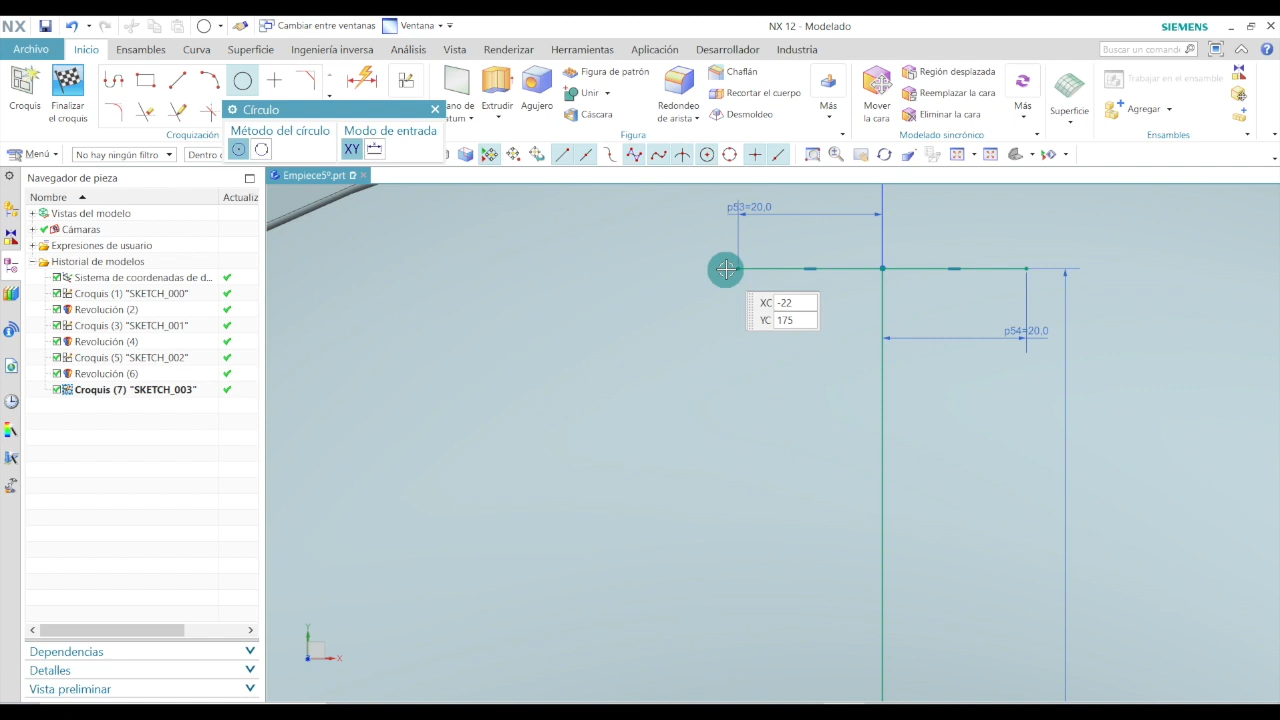 NX
Cambiar entre ventanas
Ventana
NX 12 - Modelado
SIEMENS
Archivo
Inicio
Ensambles
Curva
Superficie
Ingeniería inversa
Análisis
Vista
Renderizar
Herramientas
Aplicación
Desarrollador
Industria
Buscar un comand
Croquis
Finalizar
el croquis
Croquización
Círculo
Método del círculo
Modo de entrada
XY
no de
tum
Extrudir
Agujero
Figura de patrón
Unir
Cáscara
Redondeo
de arista
Chaflán
Recortar el cuerpo
Desmoldeo
Más
Figura
Mover
la cara
Región desplazada
Reemplazar la cara
Eliminar la cara
Más
Modelado sincrónico
Superficie
Trabajar en el ensamble
Agregar
Ensambles
Menú
No hay ningún filtro
Dentro
Navegador de pieza
Nombre
Actualiz
Vistas del modelo
Cámaras
Expresiones de usuario
Historial de modelos
Sistema de coordenadas de d...
Croquis (1) "SKETCH_000"
Revolución (2)
Croquis (3) "SKETCH_001"
Revolución (4)
Croquis (5) "SKETCH_002"
Revolución (6)
Croquis (7) "SKETCH_003"
Dependencias
Detalles
Vista preliminar
Empiece5º.prt
p53=20,0
XC -22
YC 175
p54=20,0
Y
X